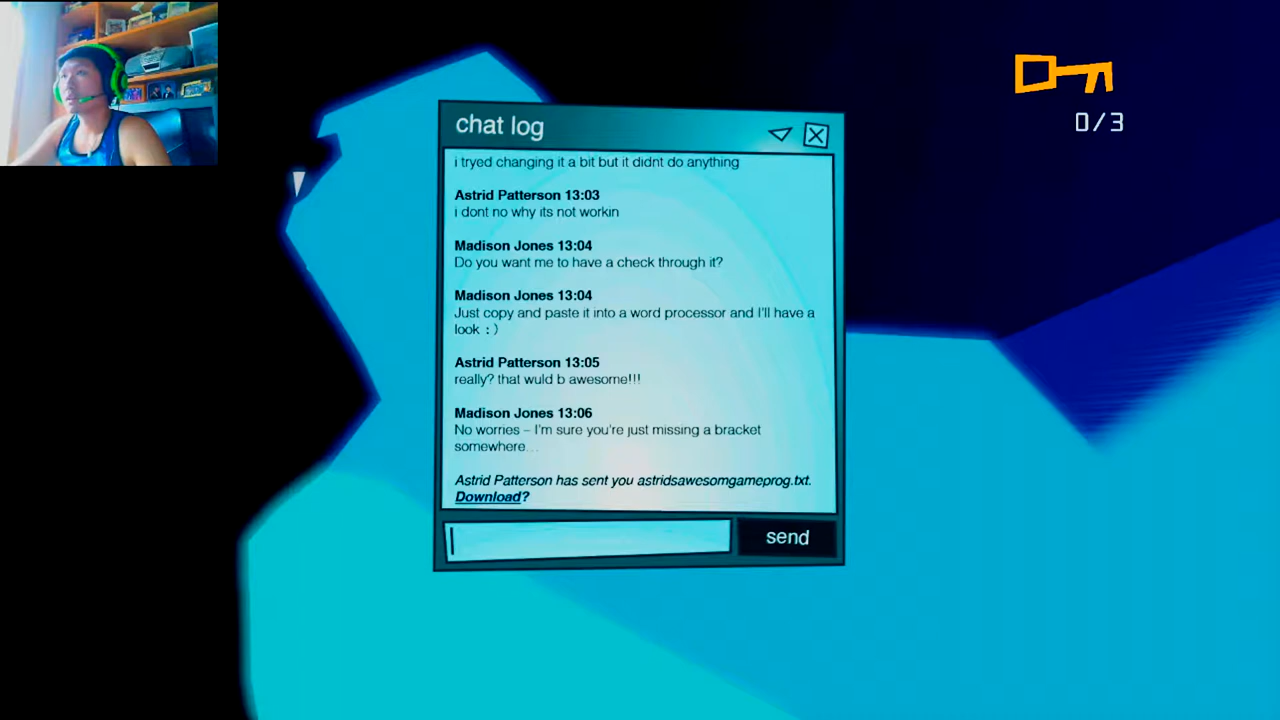 0/3
chat log
i tryed changing it a bit but it didnt do anything
Astrid Patterson 13:03
i dont no why its not workin
Madison Jones 13:04
Do you want me to have a check through it?
Madison Jones 13:04
Just copy and paste it into a word processor and I'll have a
look : )
Astrid Patterson 13:05
really? that wuld b awesome!!!
Madison Jones 13:06
No worries – I'm sure you're just missing a bracket
somewhere...
Astrid Patterson has sent you astridsawesomgameprog.txt.
Download?
send